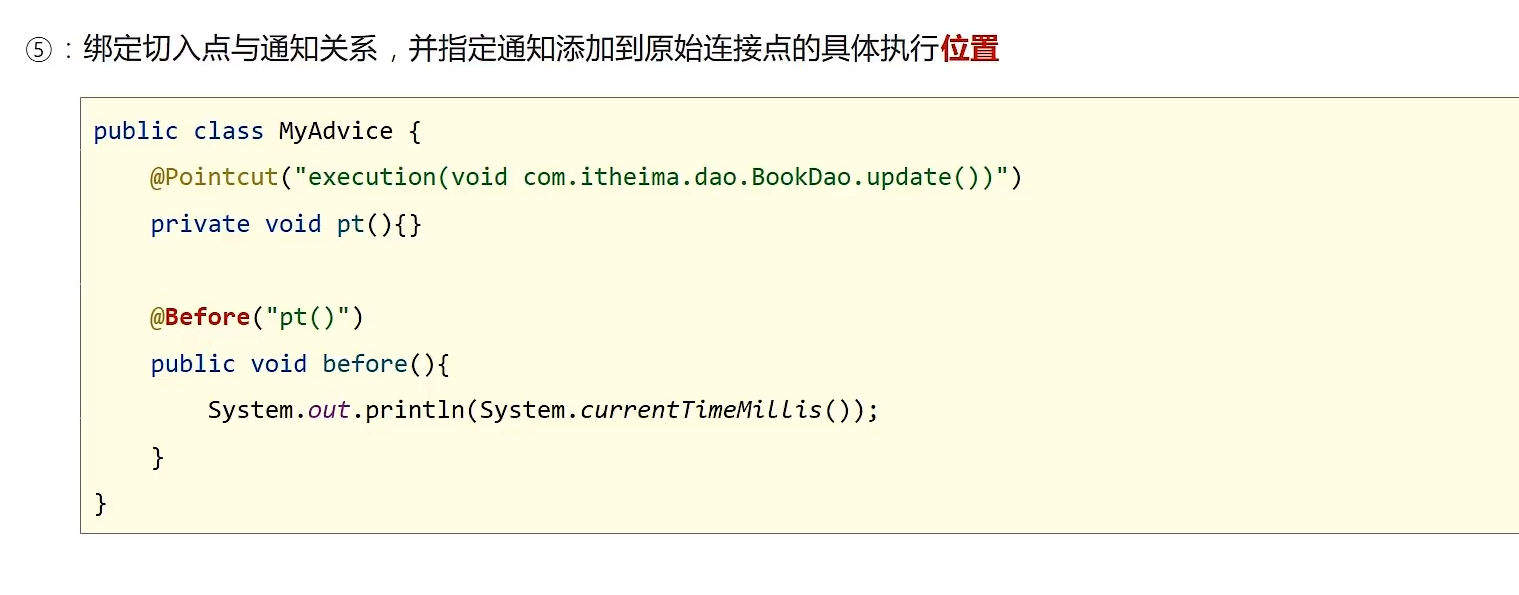 ⑤：绑定切入点与通知关系，并指定通知添加到原始连接点的具体执行位置
public class MyAdvice {
    @Pointcut("execution(void com.itheima.dao.BookDao.update())")
    private void pt(){}
    @Before("pt()")
    public void before(){
        System.out.println(System.currentTimeMillis());
    }
}